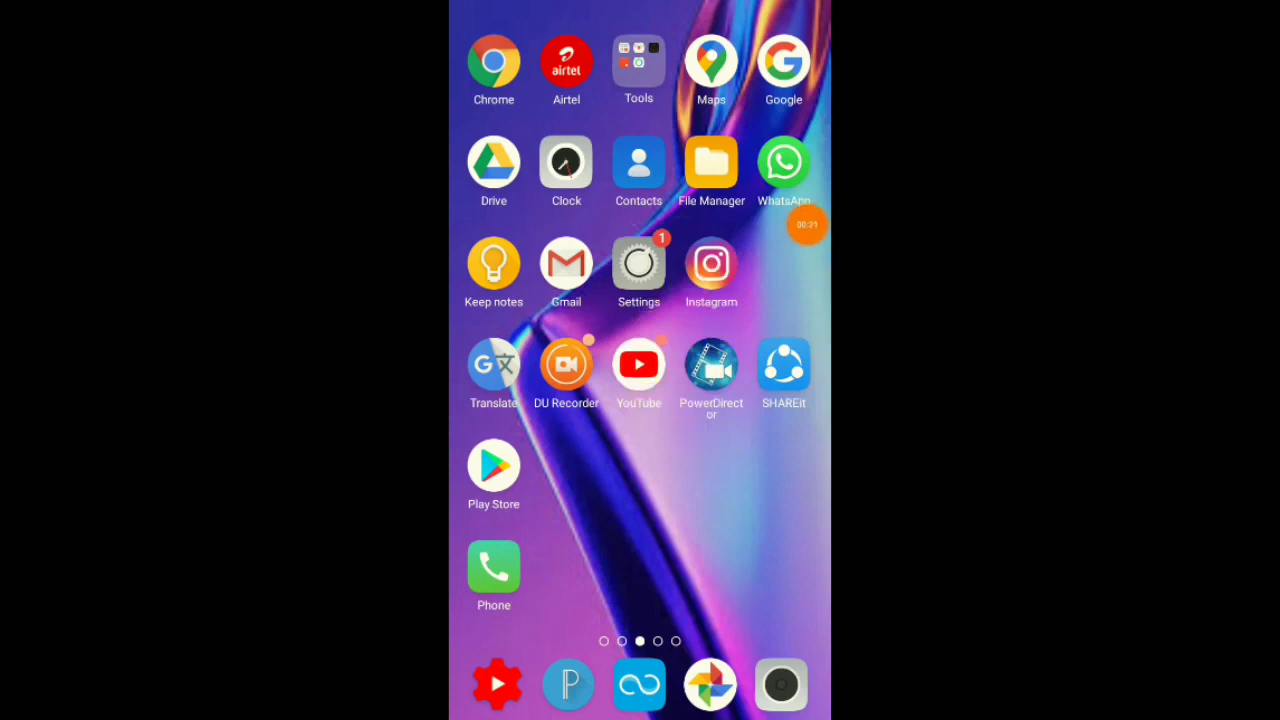 Chrome
airtel
Airtel
Tools
Maps
Google
Drive
Clock
Contacts
File Manager
WhatsApp
00:21
Keep notes
Gmail
1
Settings
Instagram
Translate
DU Recorder
YouTube
PowerDirect
or
SHAREit
Play Store
Phone